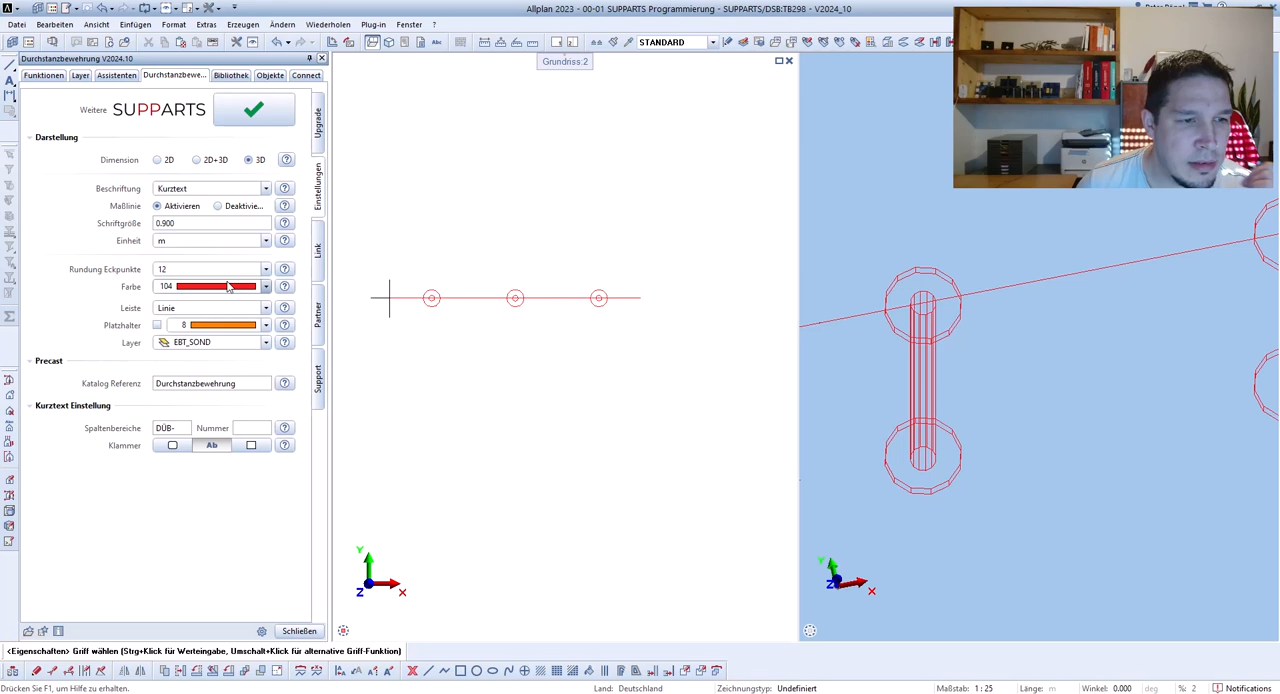 Allplan 2023 - 00-01 SUPPARTS Programmierung - SUPPARTS/DSB:TB298 - V2024_10
Datei Bearbeiten Ansicht Einfügen Format Extras Erzeugen Ändern Wiederholen Plug-in Fenster ?
Abc STANDARD
Durchstanzbewehrung V2024.10
Funktionen Layer Assistenten Durchstanzbewe... Bibliothek Objekte Connect
Grundriss:2
Weitere SUPPARTS
Upgrade
Einstellungen
Link
Partner
Support
Darstellung
Dimension 2D 2D+3D 3D
Beschriftung Kurztext
Maßlinie Aktivieren Deaktivie...
Schriftgröße 0.900
Einheit m
Rundung Eckpunkte 12
Farbe 104
Leiste Linie
Platzhalter 8
Layer EBT_SOND
Precast
Katalog Referenz Durchstanzbewehrung
Kurztext Einstellung
Spaltenbereiche DÜB- Nummer
Klammer Ab
Y
Z
X
Y
Z
X
Schließen
<Eigenschaften> Griff wählen (Strg+Klick für Werteingabe, Umschalt+Klick für alternative Griff-Funktion)
Drücken Sie F1, um Hilfe zu erhalten. Land: Deutschland Zeichnungstyp: Undefiniert Maßstab: 1 : 25 Länge: m Winkel: 0.000 deg %: 2 Notifications